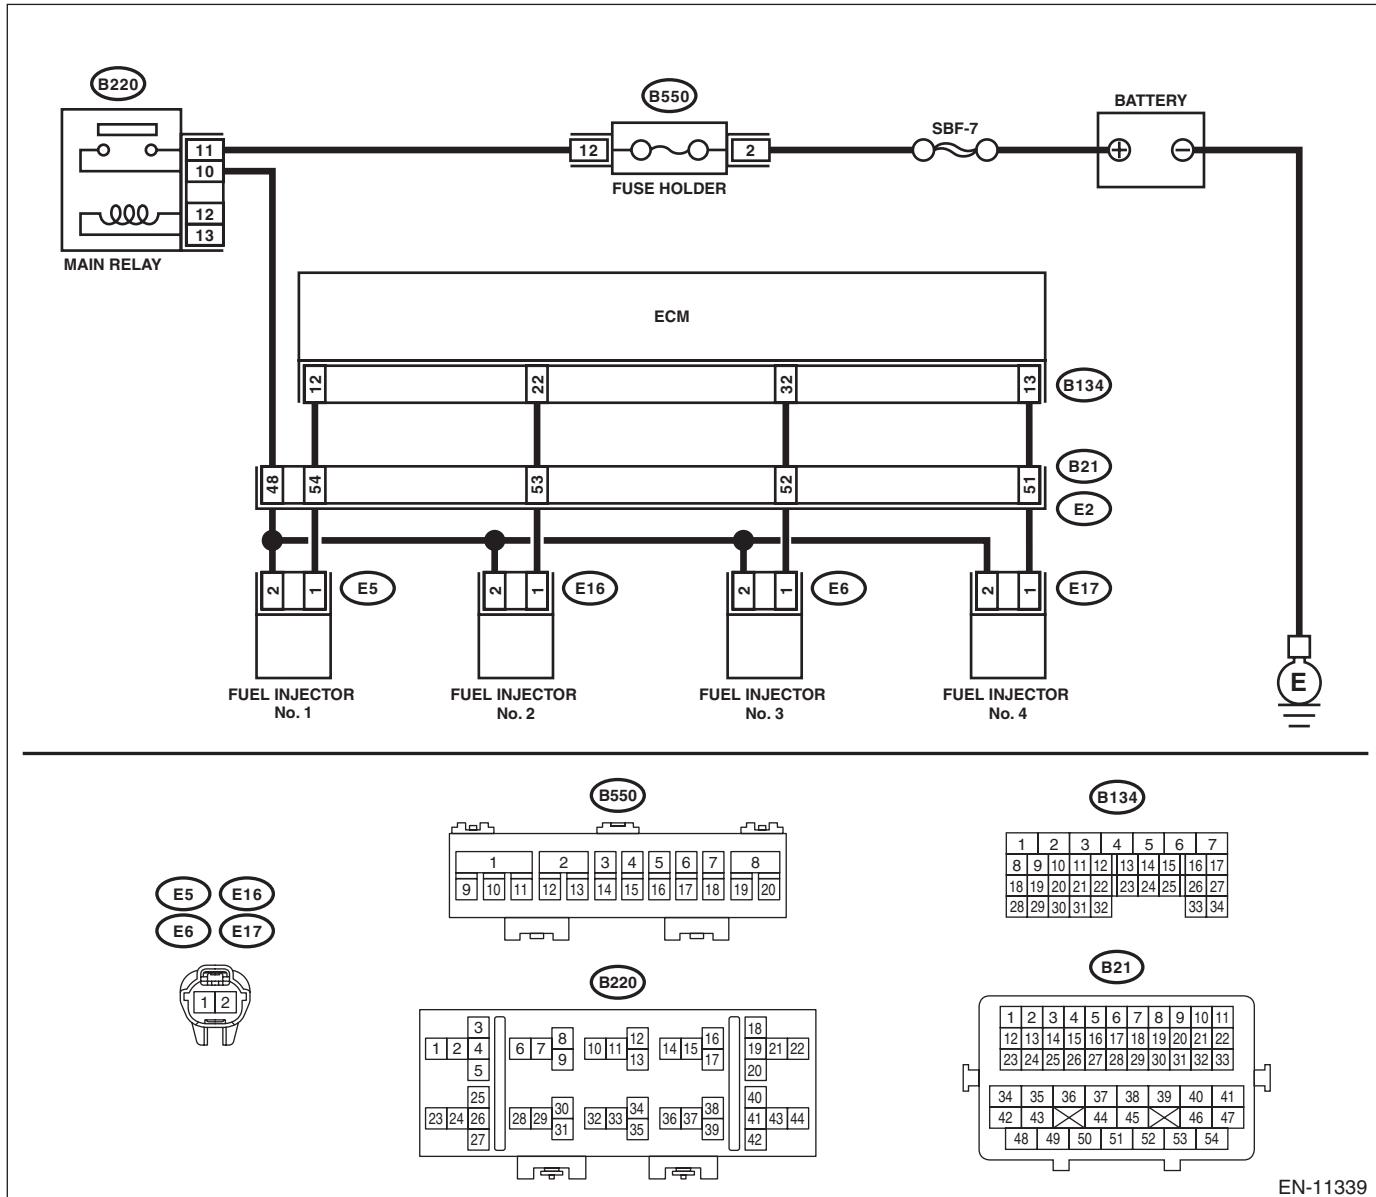 B220
B550
SBF-7
BATTERY
11 12 2
10
12
13
FUSE HOLDER
MAIN RELAY
ECM
12 22 32 13 B134
48 54 53 52 51 B21
E2
2 1 E5 2 1 E16 2 1 E6 2 1 E17
E
FUEL INJECTOR No. 1
FUEL INJECTOR No. 2
FUEL INJECTOR No. 3
FUEL INJECTOR No. 4
E5 E16
E6 E17
1 2
B550
1 2 3 4 5 6 7 8
9 10 11 12 13 14 15 16 17 18 19 20
B134
1 2 3 4 5 6 7
8 9 10 11 12 13 14 15 16 17
18 19 20 21 22 23 24 25 26 27
28 29 30 31 32 33 34
B220
3 8 12 16 18
1 2 4 6 7 10 11 14 15 19 21 22
5 9 13 17 20
25 30 34 38 40
23 24 26 28 29 32 33 36 37 41 43 44
27 31 35 39 42
B21
1 2 3 4 5 6 7 8 9 10 11
12 13 14 15 16 17 18 19 20 21 22
23 24 25 26 27 28 29 30 31 32 33
34 35 36 37 38 39 40 41
42 43 44 45 46 47
48 49 50 51 52 53 54
EN-11339